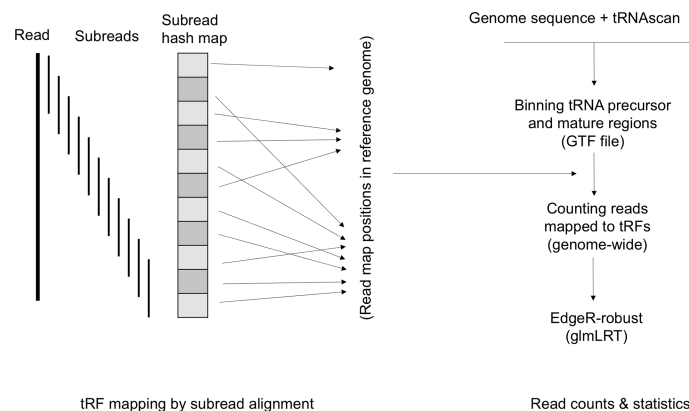 Read
Subreads
Subread
hash map
(Read map positions in reference genome)
tRF mapping by subread alignment
Genome sequence + tRNAscan
Binning tRNA precursor
and mature regions
(GTF file)
Counting reads
mapped to tRFs
(genome-wide)
EdgeR-robust
(glmLRT)
Read counts & statistics